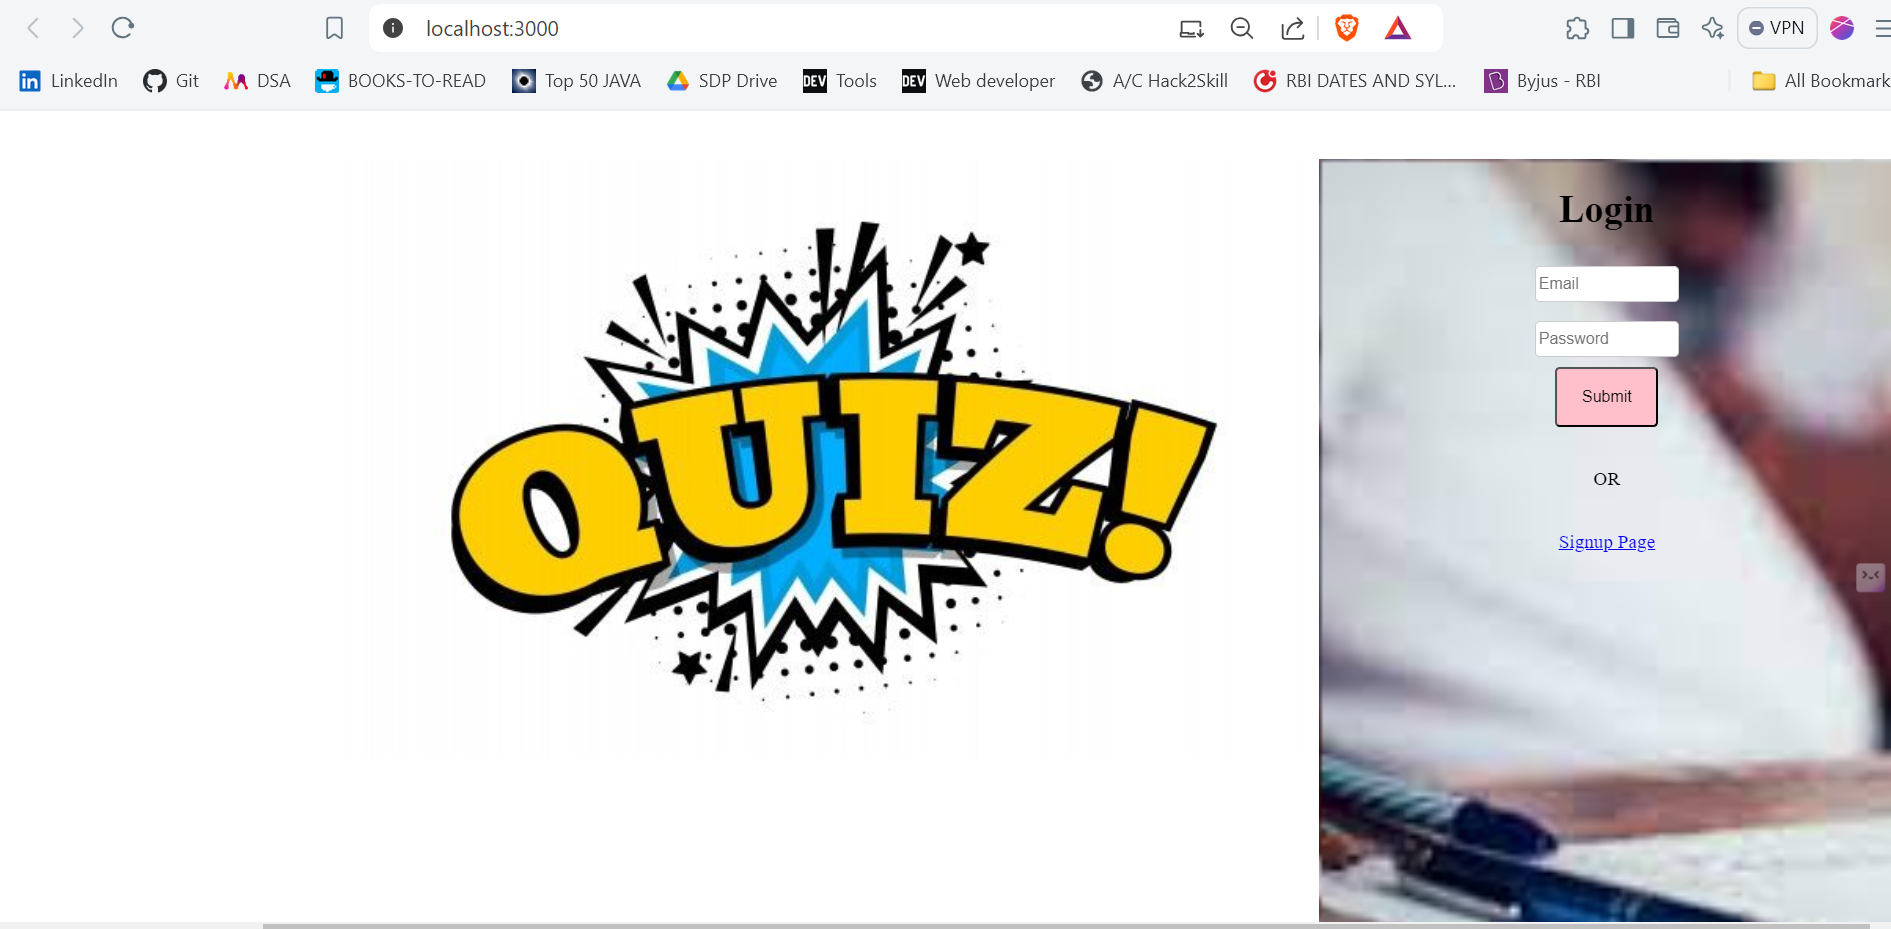 localhost:3000
VPN
LinkedIn
Git
DSA
BOOKS-TO-READ
Top 50 JAVA
SDP Drive
DEV Tools
DEV Web developer
A/C Hack2Skill
RBI DATES AND SYL...
Byjus - RBI
All Bookmark
QUIZ!
Login
Email
Password
Submit
OR
Signup Page